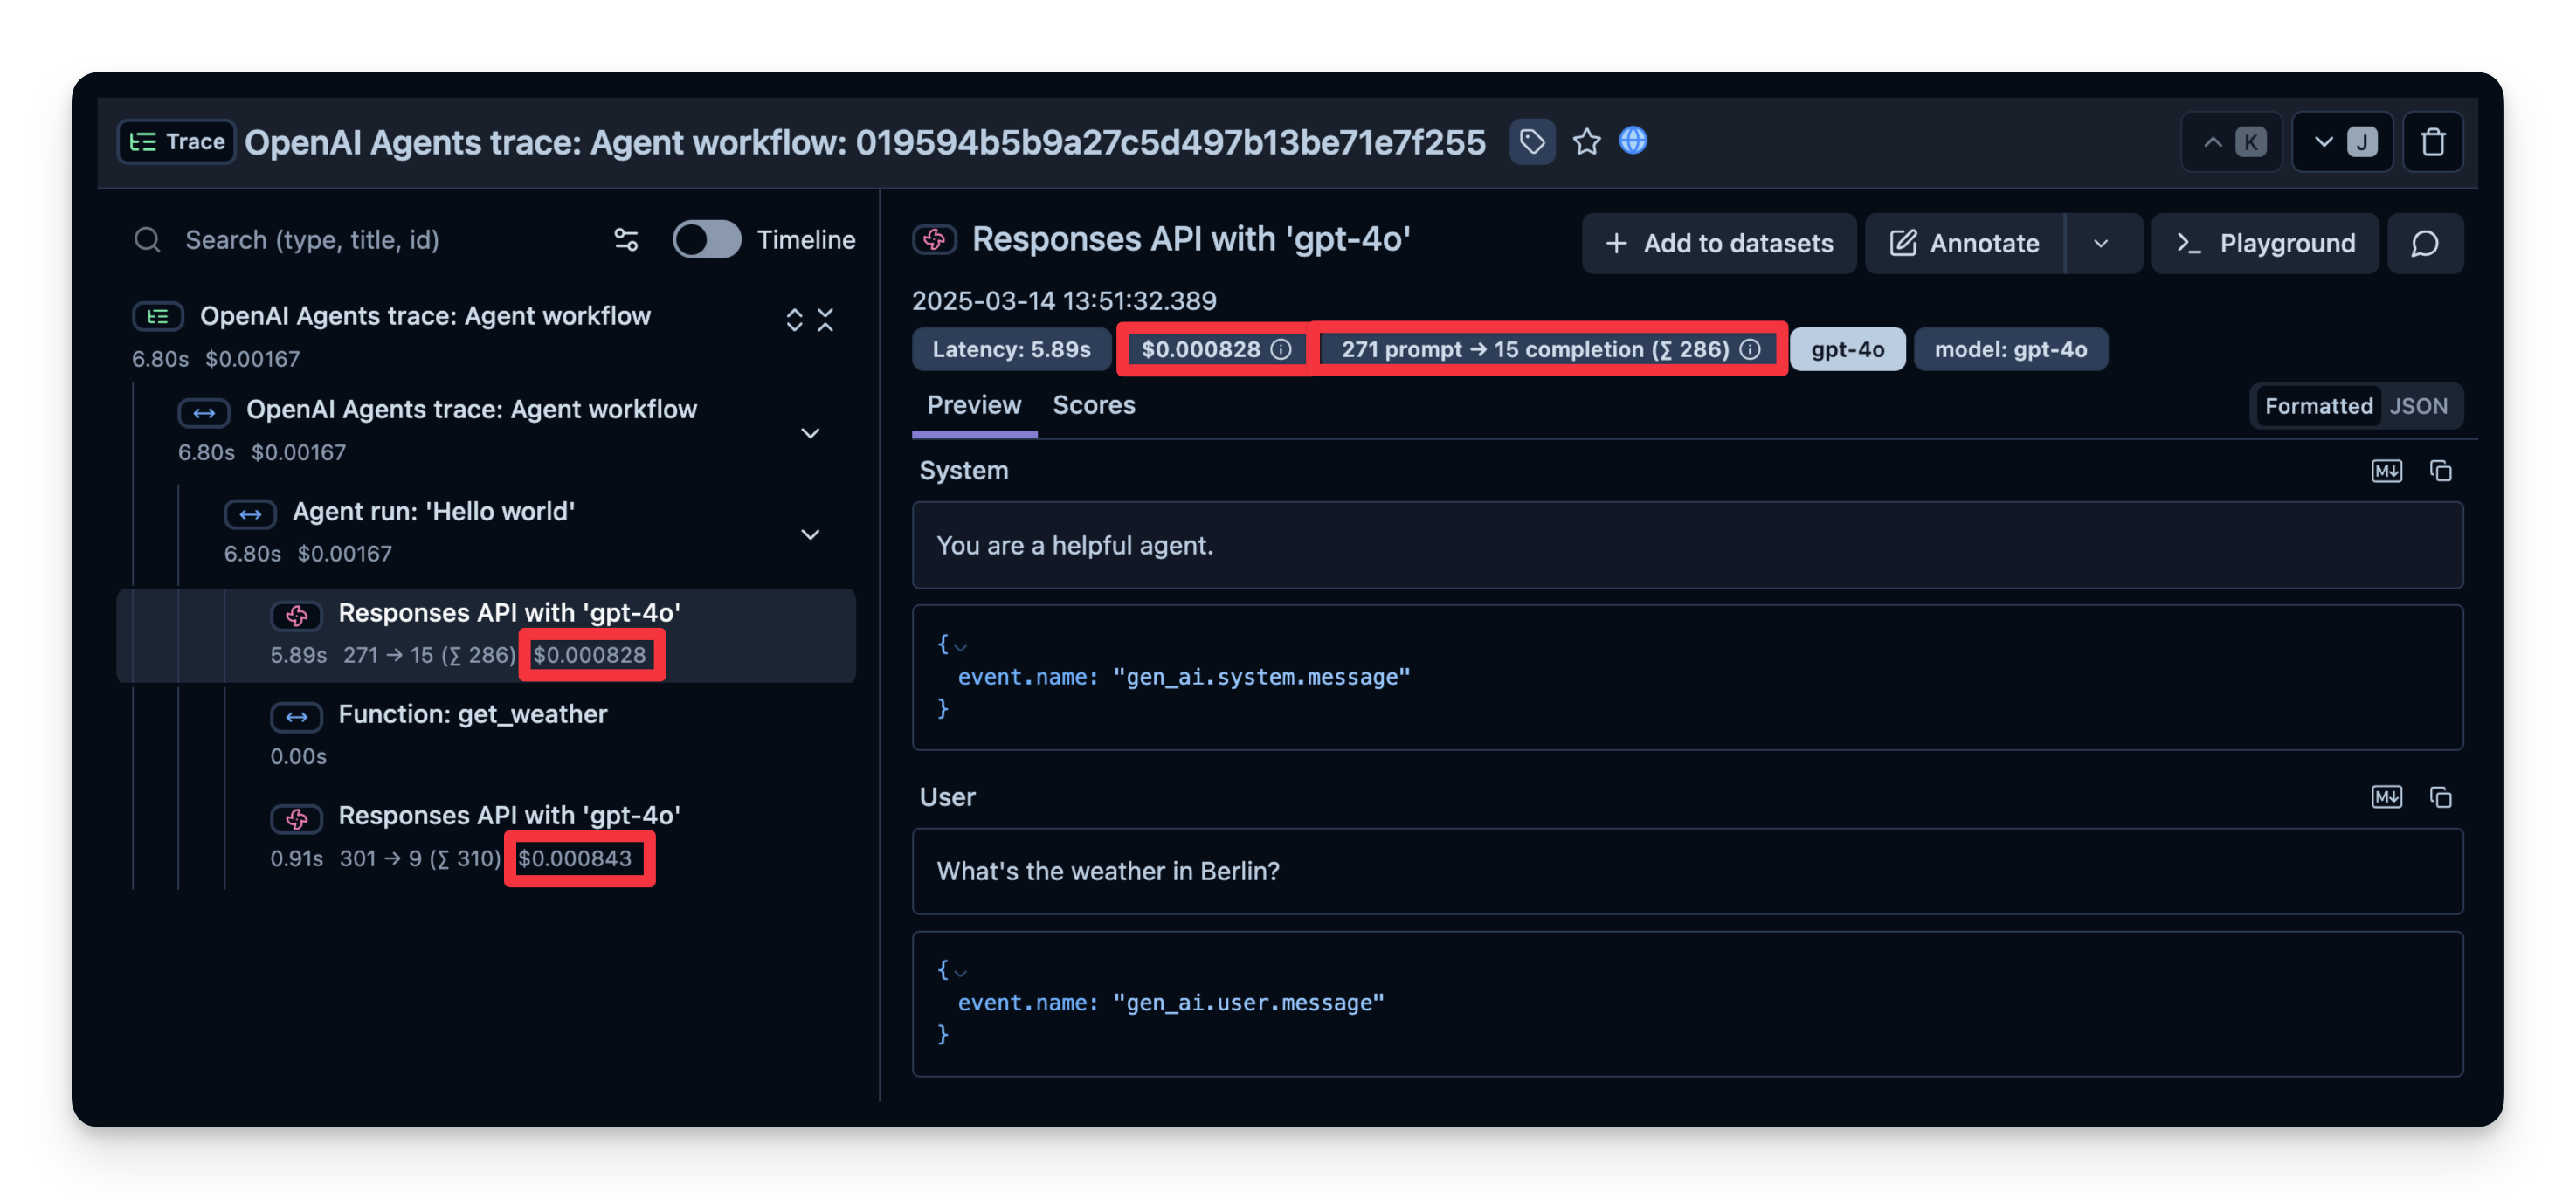 Trace OpenAI Agents trace: Agent workflow: 019594b5b9a27c5d497b13be71e7f255 K J
Search (type, title, id) Timeline
OpenAI Agents trace: Agent workflow
6.80s $0.00167
OpenAI Agents trace: Agent workflow
6.80s $0.00167
Agent run: 'Hello world'
6.80s $0.00167
Responses API with 'gpt-4o'
5.89s 271 → 15 (∑ 286) $0.000828
Function: get_weather
0.00s
Responses API with 'gpt-4o'
0.91s 301 → 9 (∑ 310) $0.000843
Responses API with 'gpt-4o' + Add to datasets Annotate Playground
2025-03-14 13:51:32.389
Latency: 5.89s $0.000828 271 prompt → 15 completion (∑ 286) gpt-4o model: gpt-4o
Preview Scores Formatted JSON
System M↓
You are a helpful agent.
{
event.name: "gen_ai.system.message"
}
User M↓
What's the weather in Berlin?
{
event.name: "gen_ai.user.message"
}